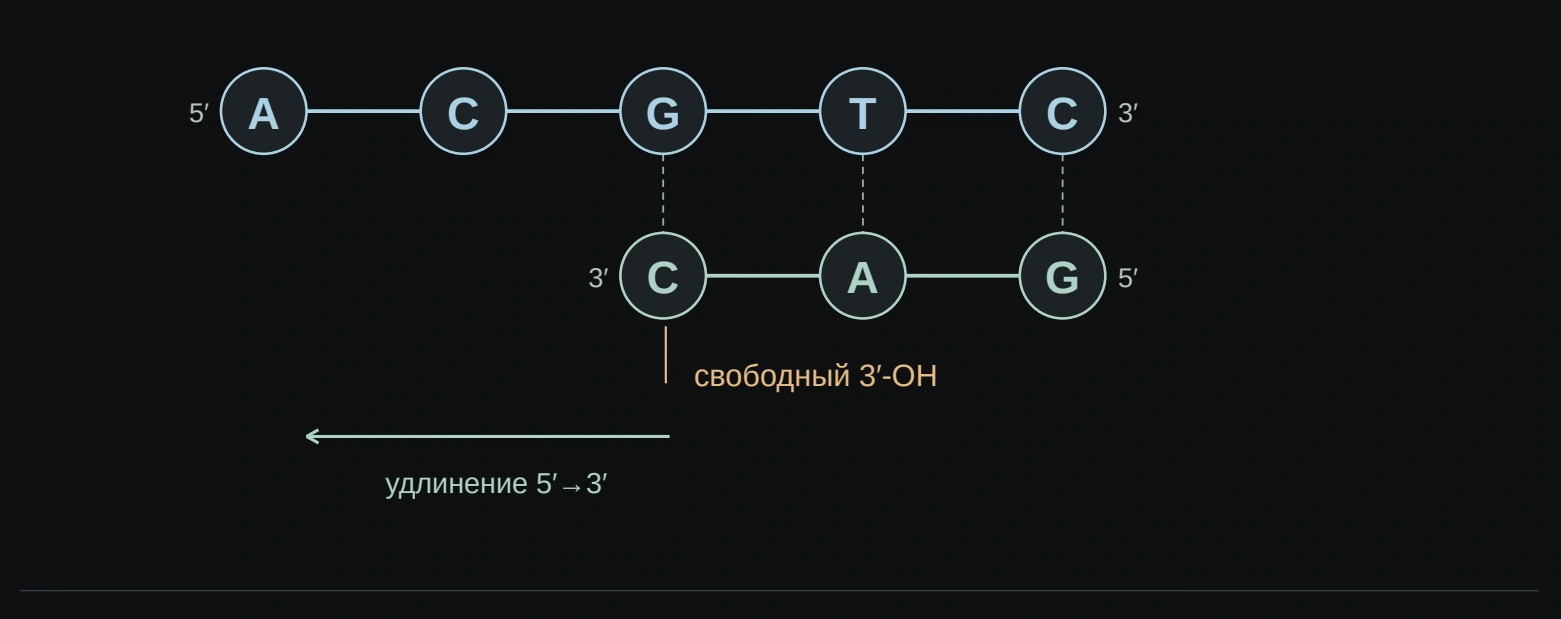 5′ A C G T C 3′
3′ C A G 5′
свободный 3′-OH
удлинение 5′→3′